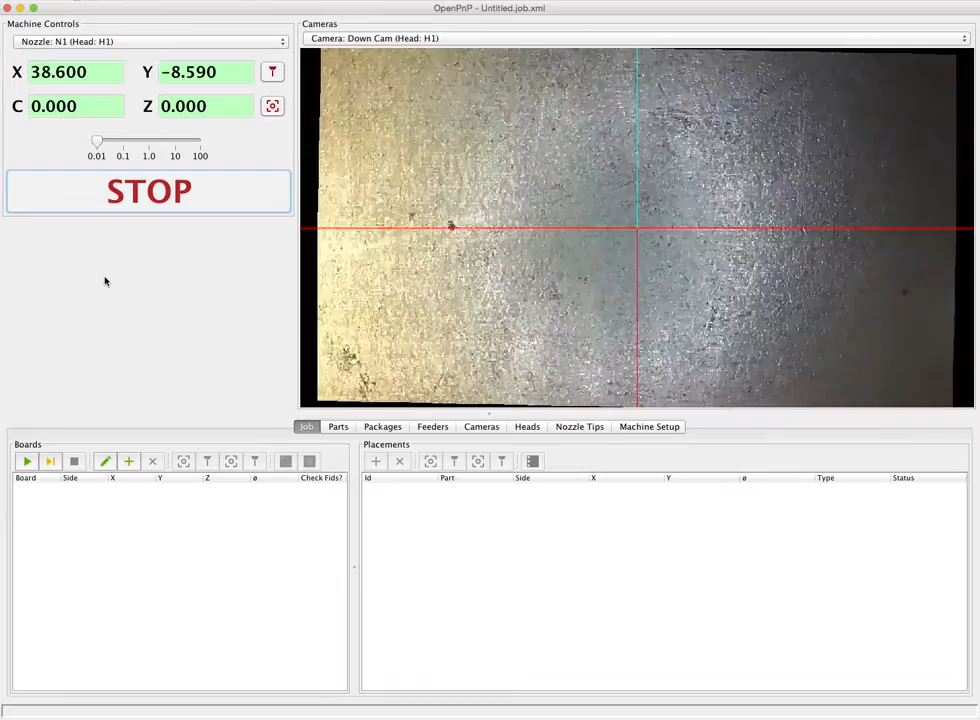 OpenPnP - Untitled.job.xml
Machine Controls
Nozzle: N1 (Head: H1)
X 38.600 Y -8.590
C 0.000 Z 0.000
0.01 0.1 1.0 10 100
STOP
Cameras
Camera: Down Cam (Head: H1)
Job Parts Packages Feeders Cameras Heads Nozzle Tips Machine Setup
Boards
Board Side X Y Z ø Check Fids?
Placements
Id Part Side X Y ø Type Status